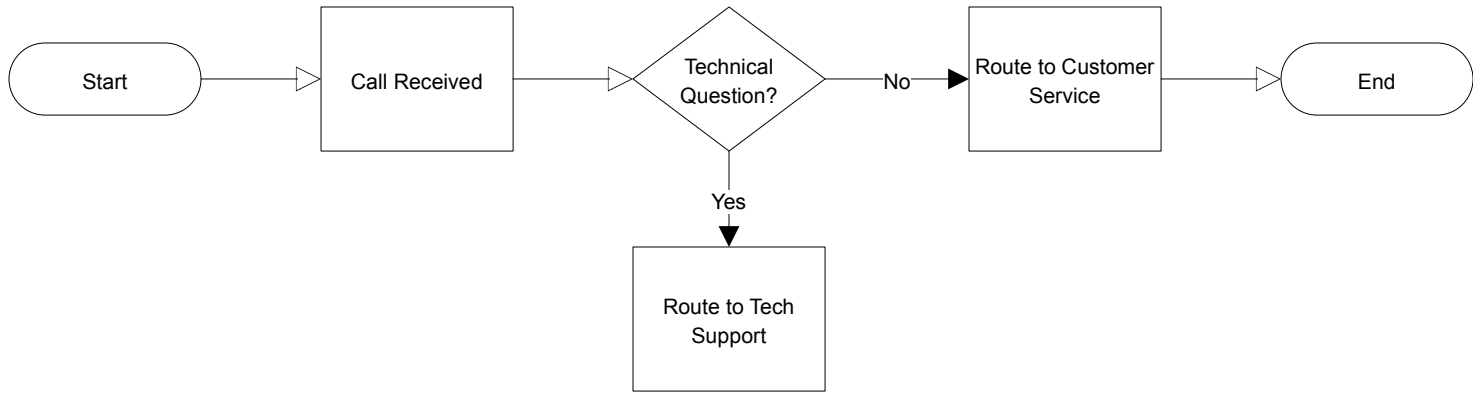 Start
Call Received
Technical
Question?
No
Route to Customer
Service
End
Yes
Route to Tech
Support